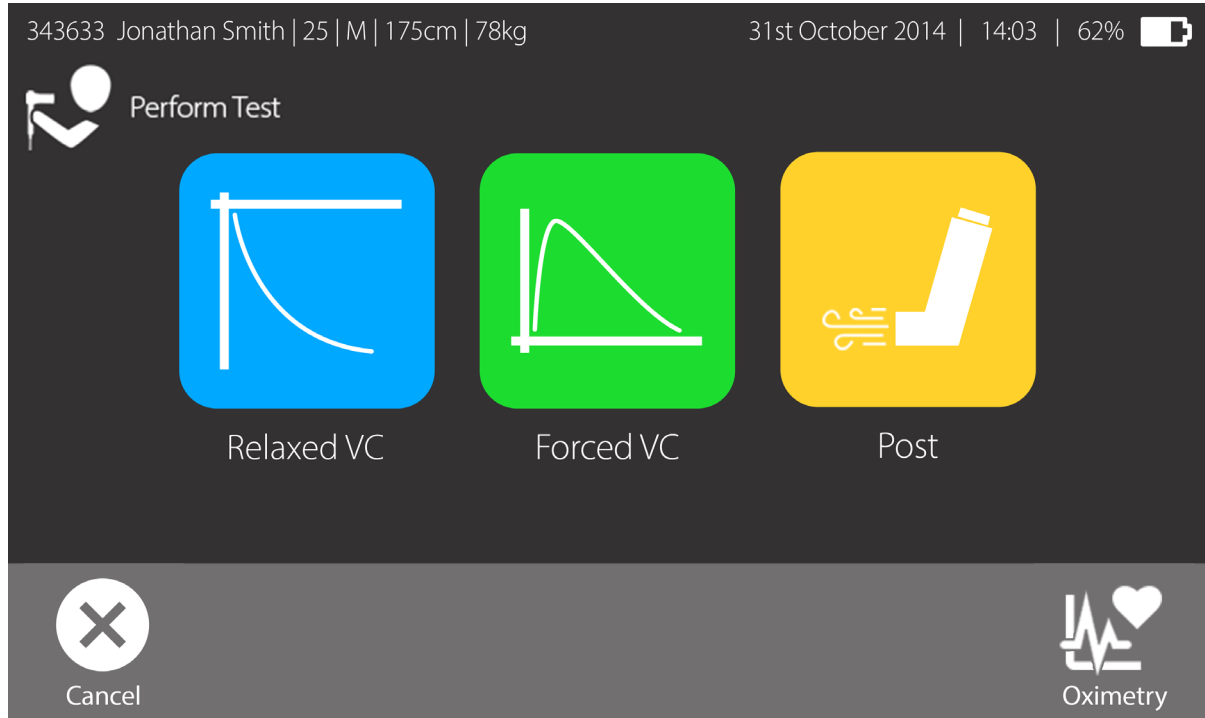 343633 Jonathan Smith | 25 | M | 175cm | 78kg
31st October 2014 | 14:03 | 62%
Perform Test
Relaxed VC
Forced VC
Post
Cancel
Oximetry